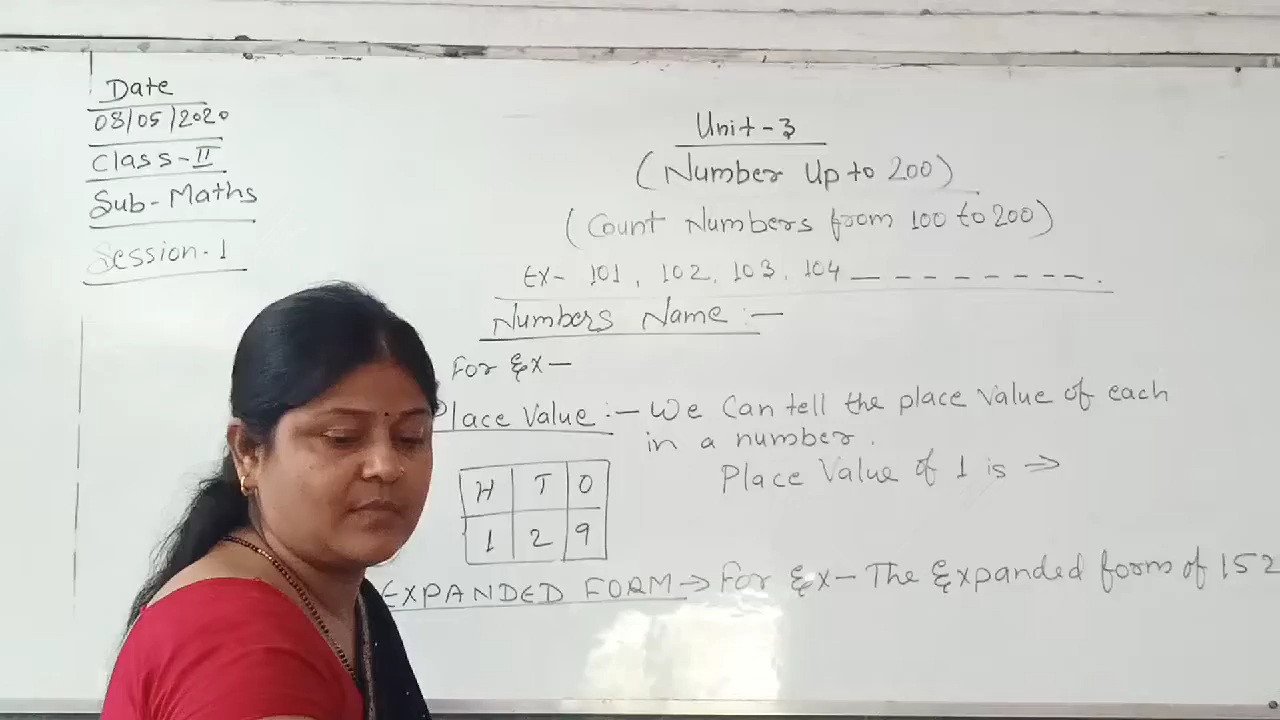 Date
08/05/2020
Class-II
Sub-Maths
Session.1
Unit-3
(Number Up to 200)
(Count Numbers from 100 to 200)
Ex- 101, 102, 103, 104 ---------.
Numbers Name :-
For Ex-
Place Value :- We can tell the place value of each
in a number.
Place Value of 1 is ⇒
H T O
1 2 9
EXPANDED FORM → For Ex- The Expanded form of 152